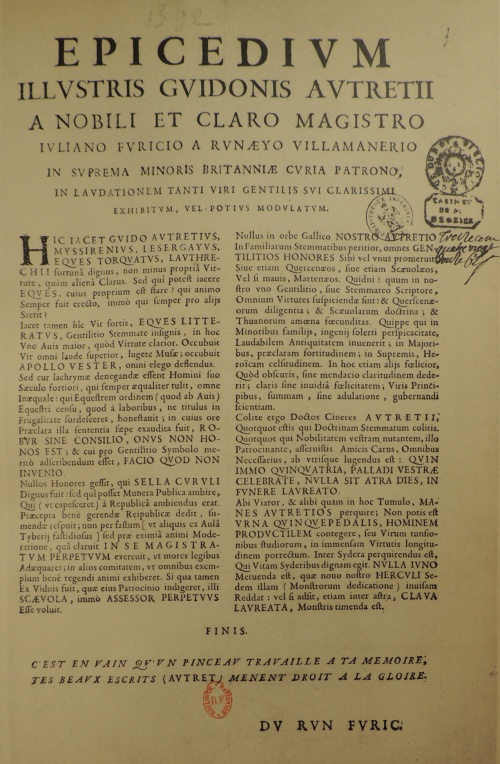 1392
EPICEDIVM
ILLVSTRIS GVIDONIS AVTRETII
A NOBILI ET CLARO MAGISTRO
IVLIANO FVRICIO A RVNÆYO VILLAMANERIO
IN SVPREMA MINORIS BRITANNIÆ CVRIA PATRONO,
IN LAVDATIONEM TANTI VIRI GENTILIS SVI CLARISSIMI
EXHIBITVM, VEL POTIVS MODVLATVM.
HIC IACET GVIDO AVTRETIVS,
MYSSIRENIVS, LESERGAVVS,
EQVES TORQVATVS, LAVTHRE-
CHII fortunâ dignus, non minus propriâ Vir-
tute, quàm alienâ Clarus. Sed quî potest iacere
EQVES, cuius proprium est stare? qui animo
Semper fuit erecto, immò qui semper pro alijs
Stetit?
Iacet tamen hîc Vir fortis, EQVES LITTE-
RATVS, Gentilitio Stemmate insignis, in hoc
Vno Auis maior, quòd Virtute clarior. Occubuit
Vir omni laude superior, lugete Musæ; occubuit
APOLLO VESTER, omni elogo deflendus.
Sed cur lachrymæ denegandæ essent Homini suo
Sæculo fortiori, qui semper æqualiter tulit, omne
Inæquale: qui Equestrem ordinem (quod ab Auis)
Equestri censu, quod à laboribus, ne titulus in
Frugalitate sordesceret, honestauit; in cuius ore
Præclara illa sententia sæpe exaudita fuit, RO-
BVR SINE CONSILIO, ONVS NON HO-
NOS EST; & cui pro Gentilitio Symbolo me-
ritò adscribendum esset, FACIO QVOD NON
INVENIO.
Nullos Honores gessit, qui SELLA CVRVLI
Dignus fuit: sed qui posset Munera Publica ambire,
Qui (vt expeteret) à Republicâ ambiendus erat.
Præcepta benè gerendæ Reipublicæ dedit, su-
mendæ respuit; non per fastum [vt aliquis ex Aulâ
Tyberij fastidiosus] sed præ eximiâ animi Mode-
ratione, quâ claruit IN SE MAGISTRA-
TVM PERPETVVM exercuit, vt mores legibus
Adæquaret; in alios comitatem, vt omnibus exem-
plum benè regendi animi exhiberet. Si qua tamen
Ex Viduis fuit, quæ eius Patrocinio indigeret, illi
SCÆVOLA, immò ASSESSOR PERPETVVS
Esse voluit.
Nullus in orbe Gallico NOSTRO AVTRETIO
In Familiarum Stemmatibus peritior, omnes GEN-
TILITIOS HONORES Sibi vel vnus promeruit
Siue etiam Quercenæos, siue etiam Scæuolæos,
Vel si mauis, Martenæos. Quidni? quum in no-
stro vno Gentilitio, siue Stemmatio Scriptore,
Omnium Virtutes suspiciendæ sint: & Quercenæ-
orum diligentia; & Scæuolarum doctrina; &
Thuanorum amæna fœcunditas. Quippe qui in
Minoribus familijs, ingenij solerti perspicacitate,
Laudabilem Antiquitatem inuenerit; in Majori-
bus, præclaram fortitudinem; in Supremis, He-
roïcam celsitudinem. In hoc etiam alijs fœlicior,
Quòd obscuris, sine mendacio claritudinem dede-
rit; claris sine inuidiâ fœlicitatem; Viris Princi-
pibus, summam, sine adulatione, gubernandi
scientiam.
Colite ergo Doctos Cineres AVTRETII,
Quotquot estis qui Doctrinam Stemmatum colitis.
Quotquot qui Nobilitatem vestram nutantem, illo
Patrocinante, asseruistis Amicis Catus, Omnibus
Necessarius, ab vtrisque lugendus est: QVIN
IMMO QVINQVATRIA, PALLADI VESTRÆ
CELEBRATE, NVLLA SIT ATRA DIES, IN
FVNERE LAVREATO.
Abi Viator, & alibi quam in hoc Tumulo, MA-
NES AVTRETIOS perquire; Non potis est
VRNA QVINQVEPEDALIS, HOMINEM
PRODVCTILEM contegere, seu Virum tansio-
nibus studiorum, in immensam Virtutis longitu-
dinem porrectum. Inter Sydera perquirendus est,
Qui Vitam Syderibus dignam egit. NVLLA IVNO
Metuenda est, quæ nouo nostro HERCVLI Se-
dem illam (Monstrorum dedicatione) inuisam
Reddat: vel si adsit, etiam inter astra, CLAVA
LAVREATA, Monstris timenda est.
FINIS.
C'EST EN VAIN QV'VN PINCEAV TRAVAILLE A TA MEMOIRE,
TES BEAVX ESCRITS (AVTRET) MENENT DROIT A LA GLOIRE.
DV RVN FVRIC.